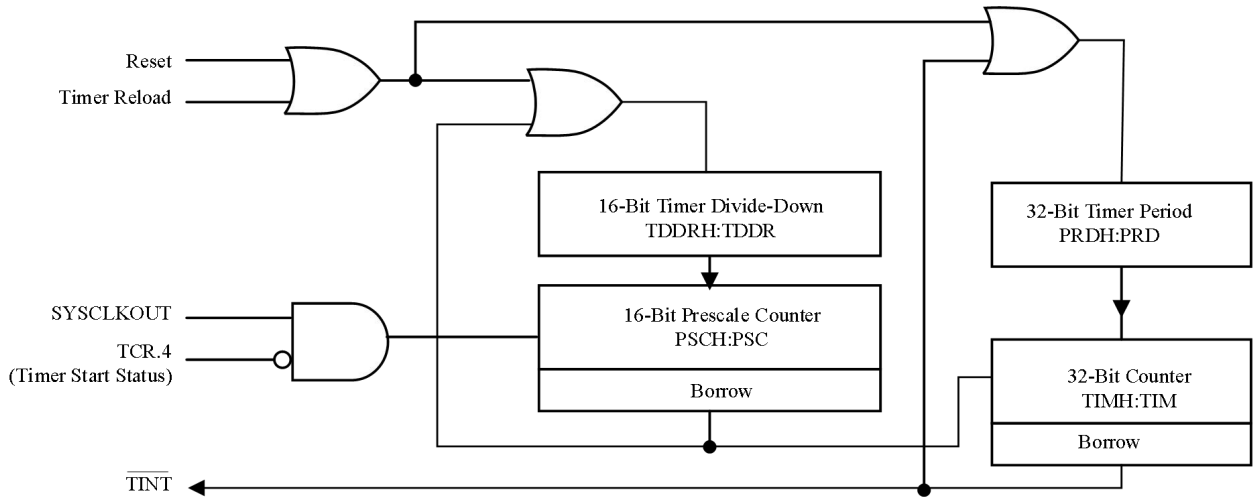 Reset
Timer Reload
16-Bit Timer Divide-Down
TDDRH:TDDR
32-Bit Timer Period
PRDH:PRD
SYSCLKOUT
TCR.4
(Timer Start Status)
16-Bit Prescale Counter
PSCH:PSC
Borrow
32-Bit Counter
TIMH:TIM
Borrow
T̅I̅N̅T̅